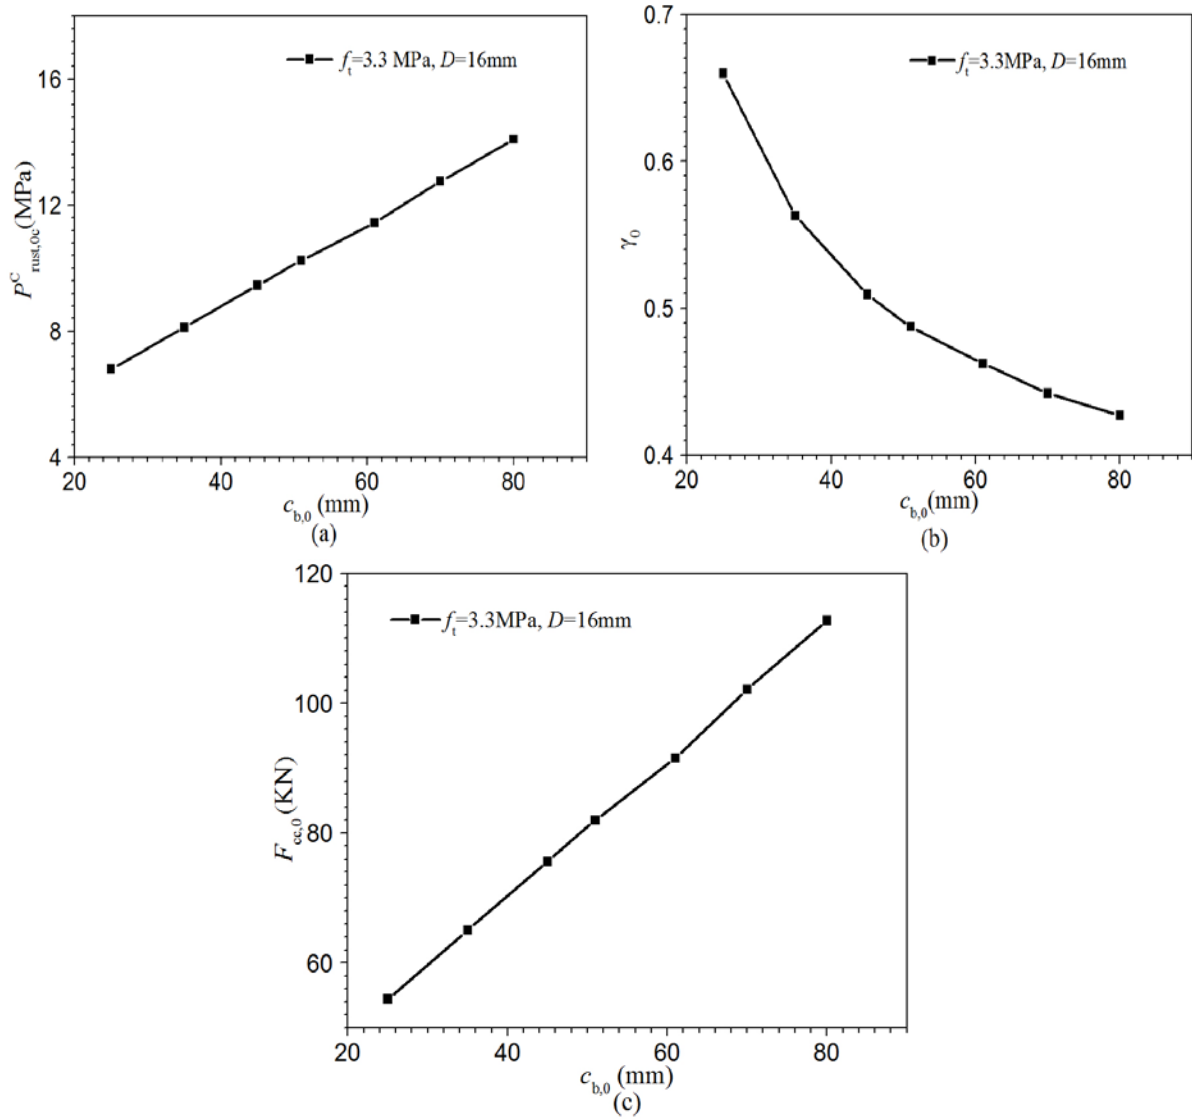 f_t=3.3 MPa, D=16mm
16
12
8
4
P^C_rust,0c(MPa)
20 40 60 80
c_b,0 (mm)
(a)
f_t=3.3MPa, D=16mm
0.7
0.6
0.5
0.4
γ_0
20 40 60 80
c_b,0(mm)
(b)
f_t=3.3MPa, D=16mm
120
100
80
60
F_cc,0 (KN)
20 40 60 80
c_b,0 (mm)
(c)